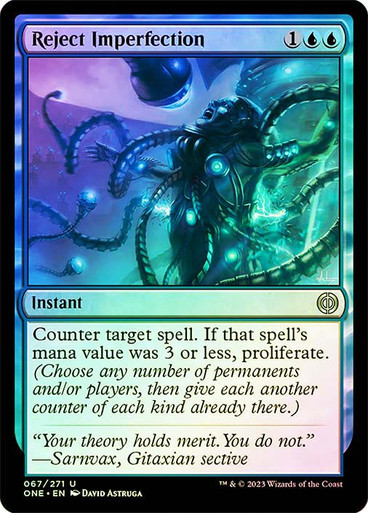 Reject Imperfection 1
Instant
Counter target spell. If that spell's
mana value was 3 or less, proliferate.
(Choose any number of permanents
and/or players, then give each another
counter of each kind already there.)
"Your theory holds merit. You do not."
—Sarnvax, Gitaxian sective
067/271 U
ONE • EN DAVID ASTRUGA
™ & © 2023 Wizards of the Coast